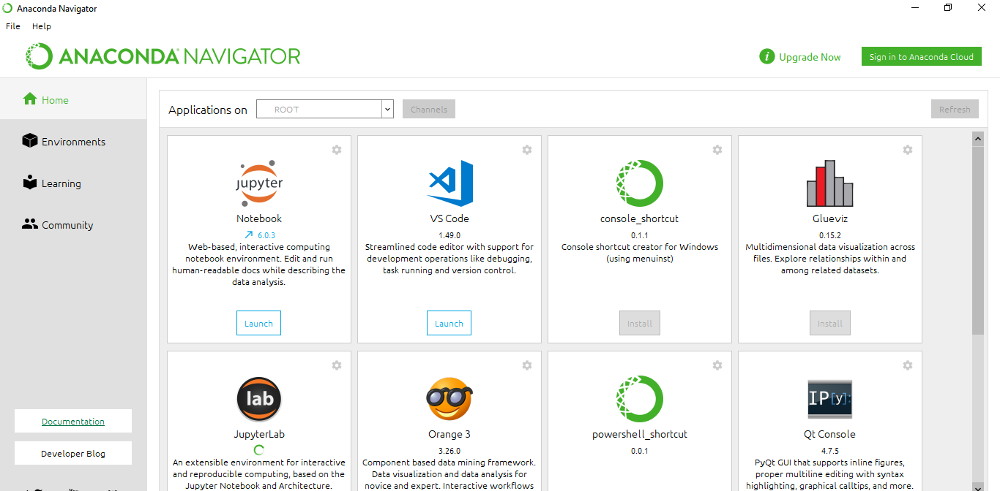 Anaconda Navigator
File Help
ANACONDA NAVIGATOR
i Upgrade Now
Sign in to Anaconda Cloud
Home
Environments
Learning
Community
Documentation
Developer Blog
Applications on
ROOT
Channels
Refresh
jupyter
Notebook
6.0.3
Web-based, interactive computing
notebook environment. Edit and run
human-readable docs while describing the
data analysis.
Launch
VS Code
1.49.0
Streamlined code editor with support for
development operations like debugging,
task running and version control.
Launch
console_shortcut
0.1.1
Console shortcut creator for Windows
(using menuinst)
Install
Glueviz
0.15.2
Multidimensional data visualization across
files. Explore relationships within and
among related datasets.
Install
lab
JupyterLab
An extensible environment for interactive
and reproducible computing, based on the
Jupyter Notebook and Architecture.
Orange 3
3.26.0
Component based data mining framework.
Data visualization and data analysis for
novice and expert. Interactive workflows
powershell_shortcut
0.0.1
IP[y]:
Qt Console
4.7.5
PyQt GUI that supports inline figures,
proper multiline editing with syntax
highlighting, graphical calltips, and more.